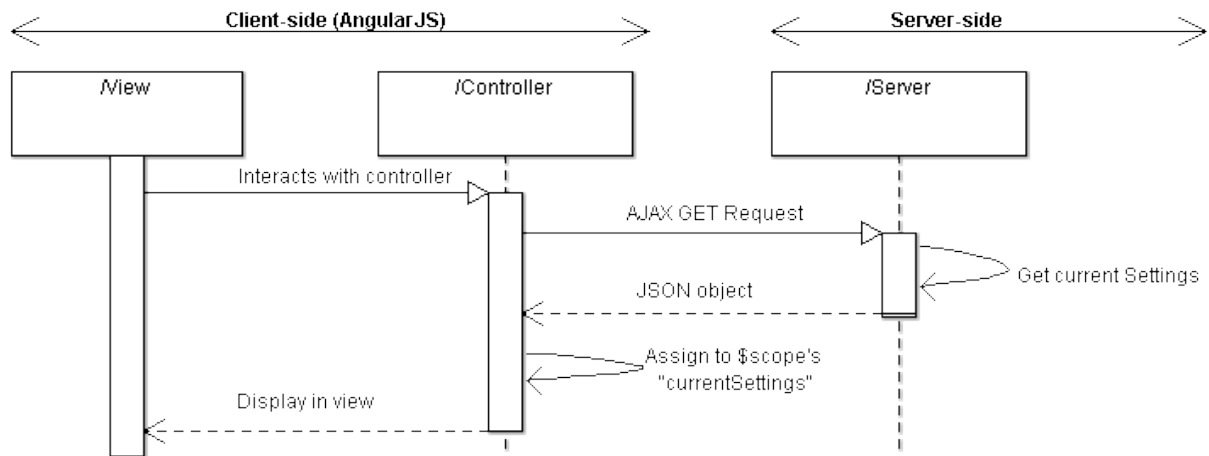 Client-side (AngularJS)
Server-side
/View
/Controller
/Server
Interacts with controller
AJAX GET Request
Get current Settings
JSON object
Assign to $scope's
"currentSettings"
Display in view